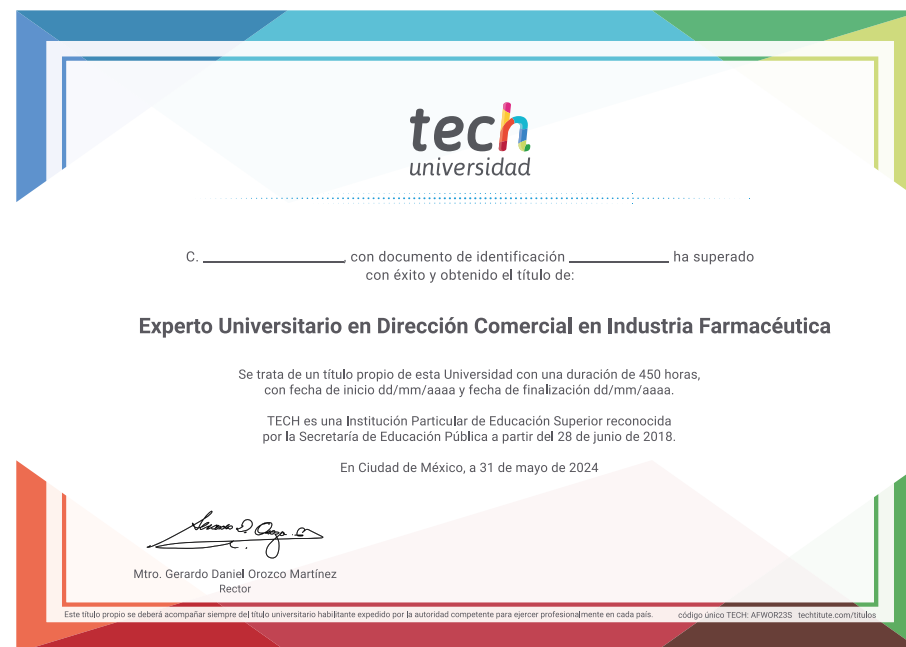 tech
universidad
C. ____________________, con documento de identificación ______________ ha superado
con éxito y obtenido el título de:
Experto Universitario en Dirección Comercial en Industria Farmacéutica
Se trata de un título propio de esta Universidad con una duración de 450 horas,
con fecha de inicio dd/mm/aaaa y fecha de finalización dd/mm/aaaa.
TECH es una Institución Particular de Educación Superior reconocida
por la Secretaría de Educación Pública a partir del 28 de junio de 2018.
En Ciudad de México, a 31 de mayo de 2024
Mtro. Gerardo Daniel Orozco Martínez
Rector
Este título propio se deberá acompañar siempre del título universitario habilitante expedido por la autoridad competente para ejercer profesionalmente en cada país. código único TECH: AFWOR23S techtitute.com/titulos